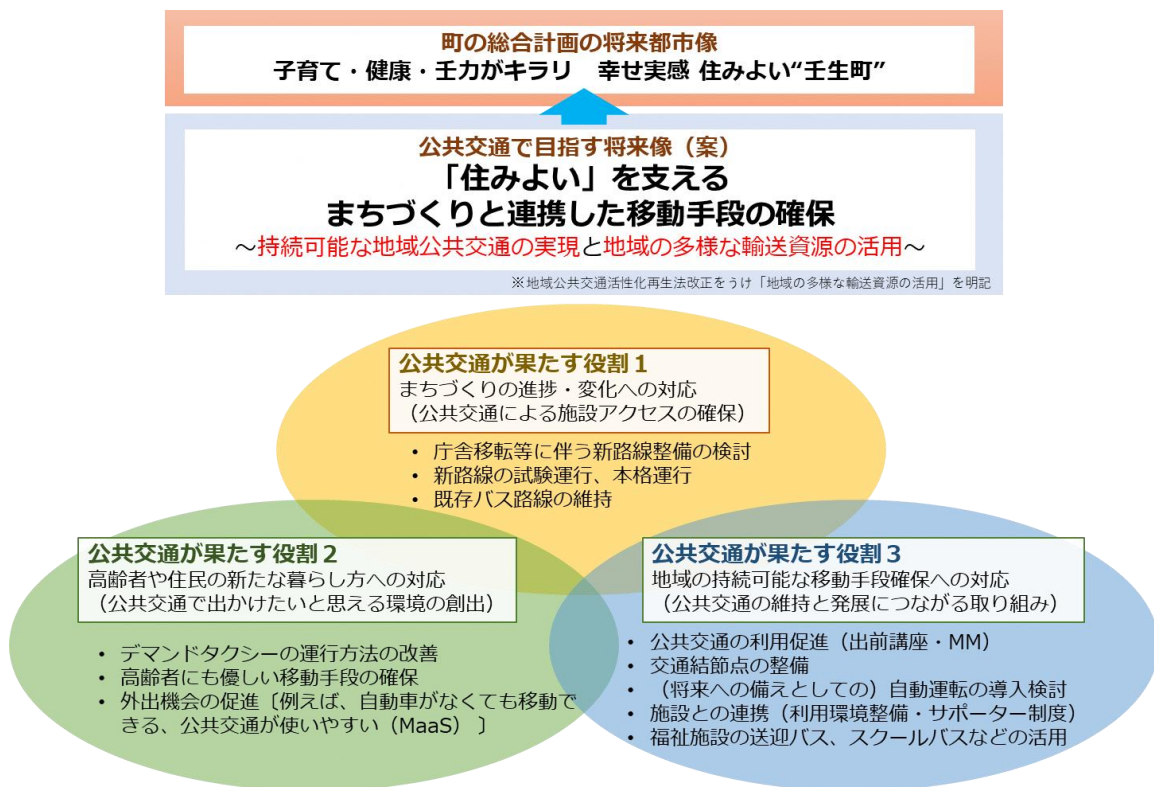 町の総合計画の将来都市像
子育て・健康・壬力がキラリ　幸せ実感 住みよい“壬生町”
公共交通で目指す将来像（案）
「住みよい」を支える
まちづくりと連携した移動手段の確保
～持続可能な地域公共交通の実現と地域の多様な輸送資源の活用～
※地域公共交通活性化再生法改正をうけ「地域の多様な輸送資源の活用」を明記
公共交通が果たす役割１
まちづくりの進捗・変化への対応
（公共交通による施設アクセスの確保）
• 庁舎移転等に伴う新路線整備の検討
• 新路線の試験運行、本格運行
• 既存バス路線の維持
公共交通が果たす役割２
高齢者や住民の新たな暮らし方への対応
（公共交通で出かけたいと思える環境の創出）
• デマンドタクシーの運行方法の改善
• 高齢者にも優しい移動手段の確保
• 外出機会の促進〔例えば、自動車がなくても移動で
きる、公共交通が使いやすい（MaaS）〕
公共交通が果たす役割３
地域の持続可能な移動手段確保への対応
（公共交通の維持と発展につながる取り組み）
• 公共交通の利用促進（出前講座・MM）
• 交通結節点の整備
• （将来への備えとしての）自動運転の導入検討
• 施設との連携（利用環境整備・サポーター制度）
• 福祉施設の送迎バス、スクールバスなどの活用